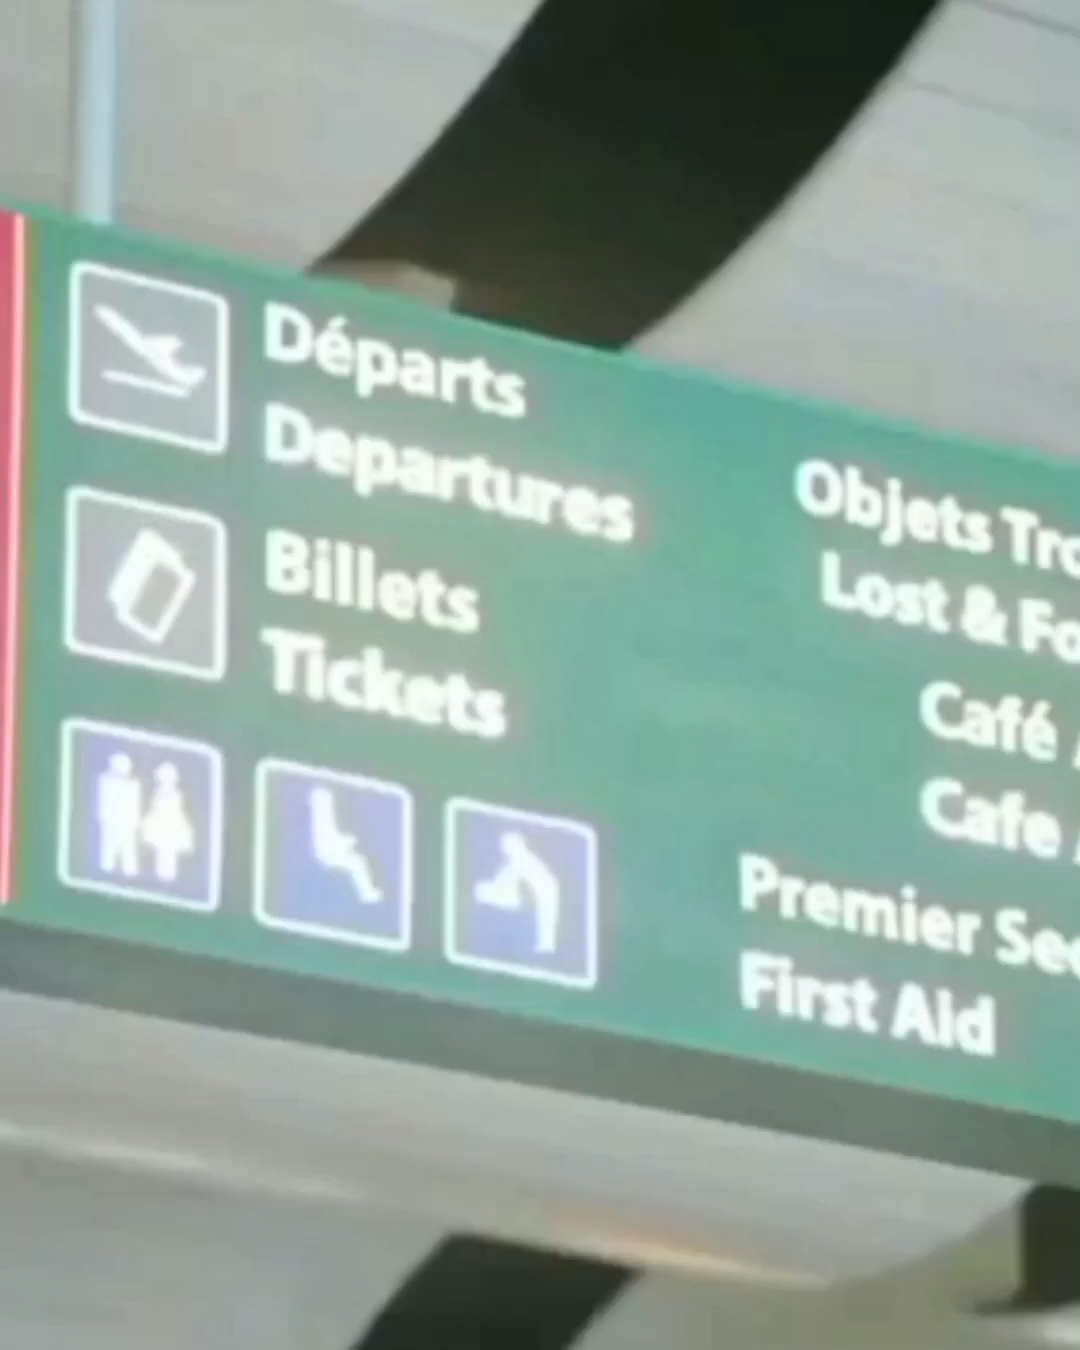 Départs
Departures
Billets
Tickets
Objets
Lost &
Café
Cafe
Premier
First Aid